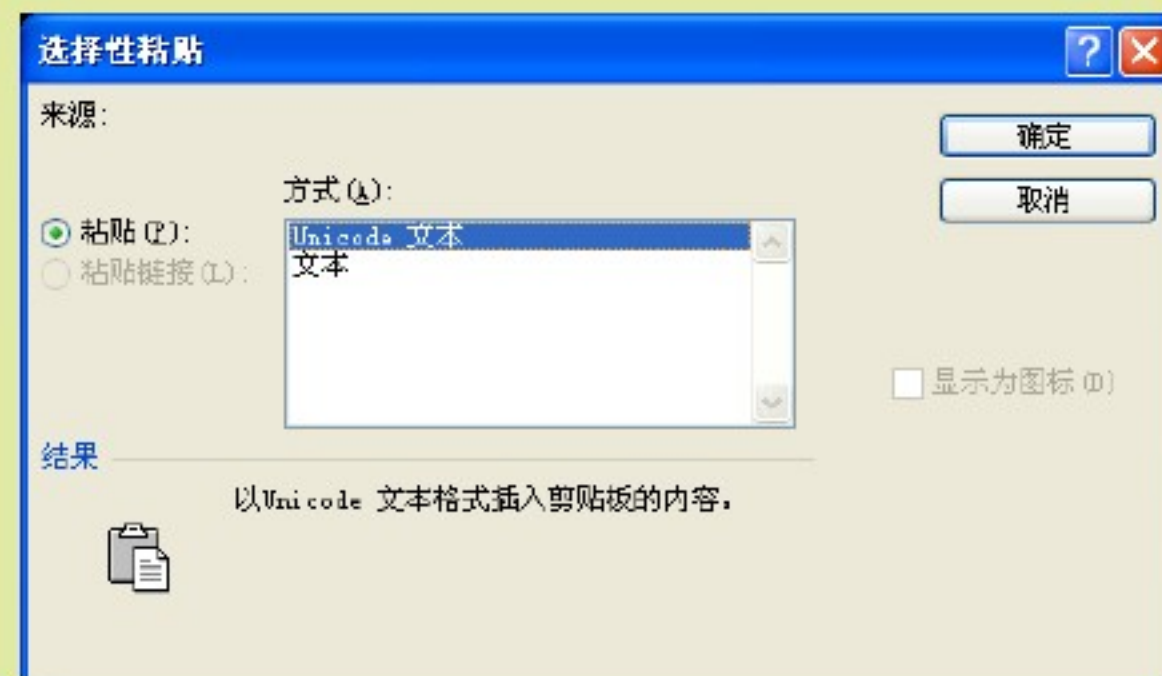 选择性粘贴
来源:
确定
取消
方式(A):
粘贴(P):
粘贴链接(L):
Unicode 文本
文本
显示为图标(D)
结果
以Unicode 文本格式插入剪贴板的内容。